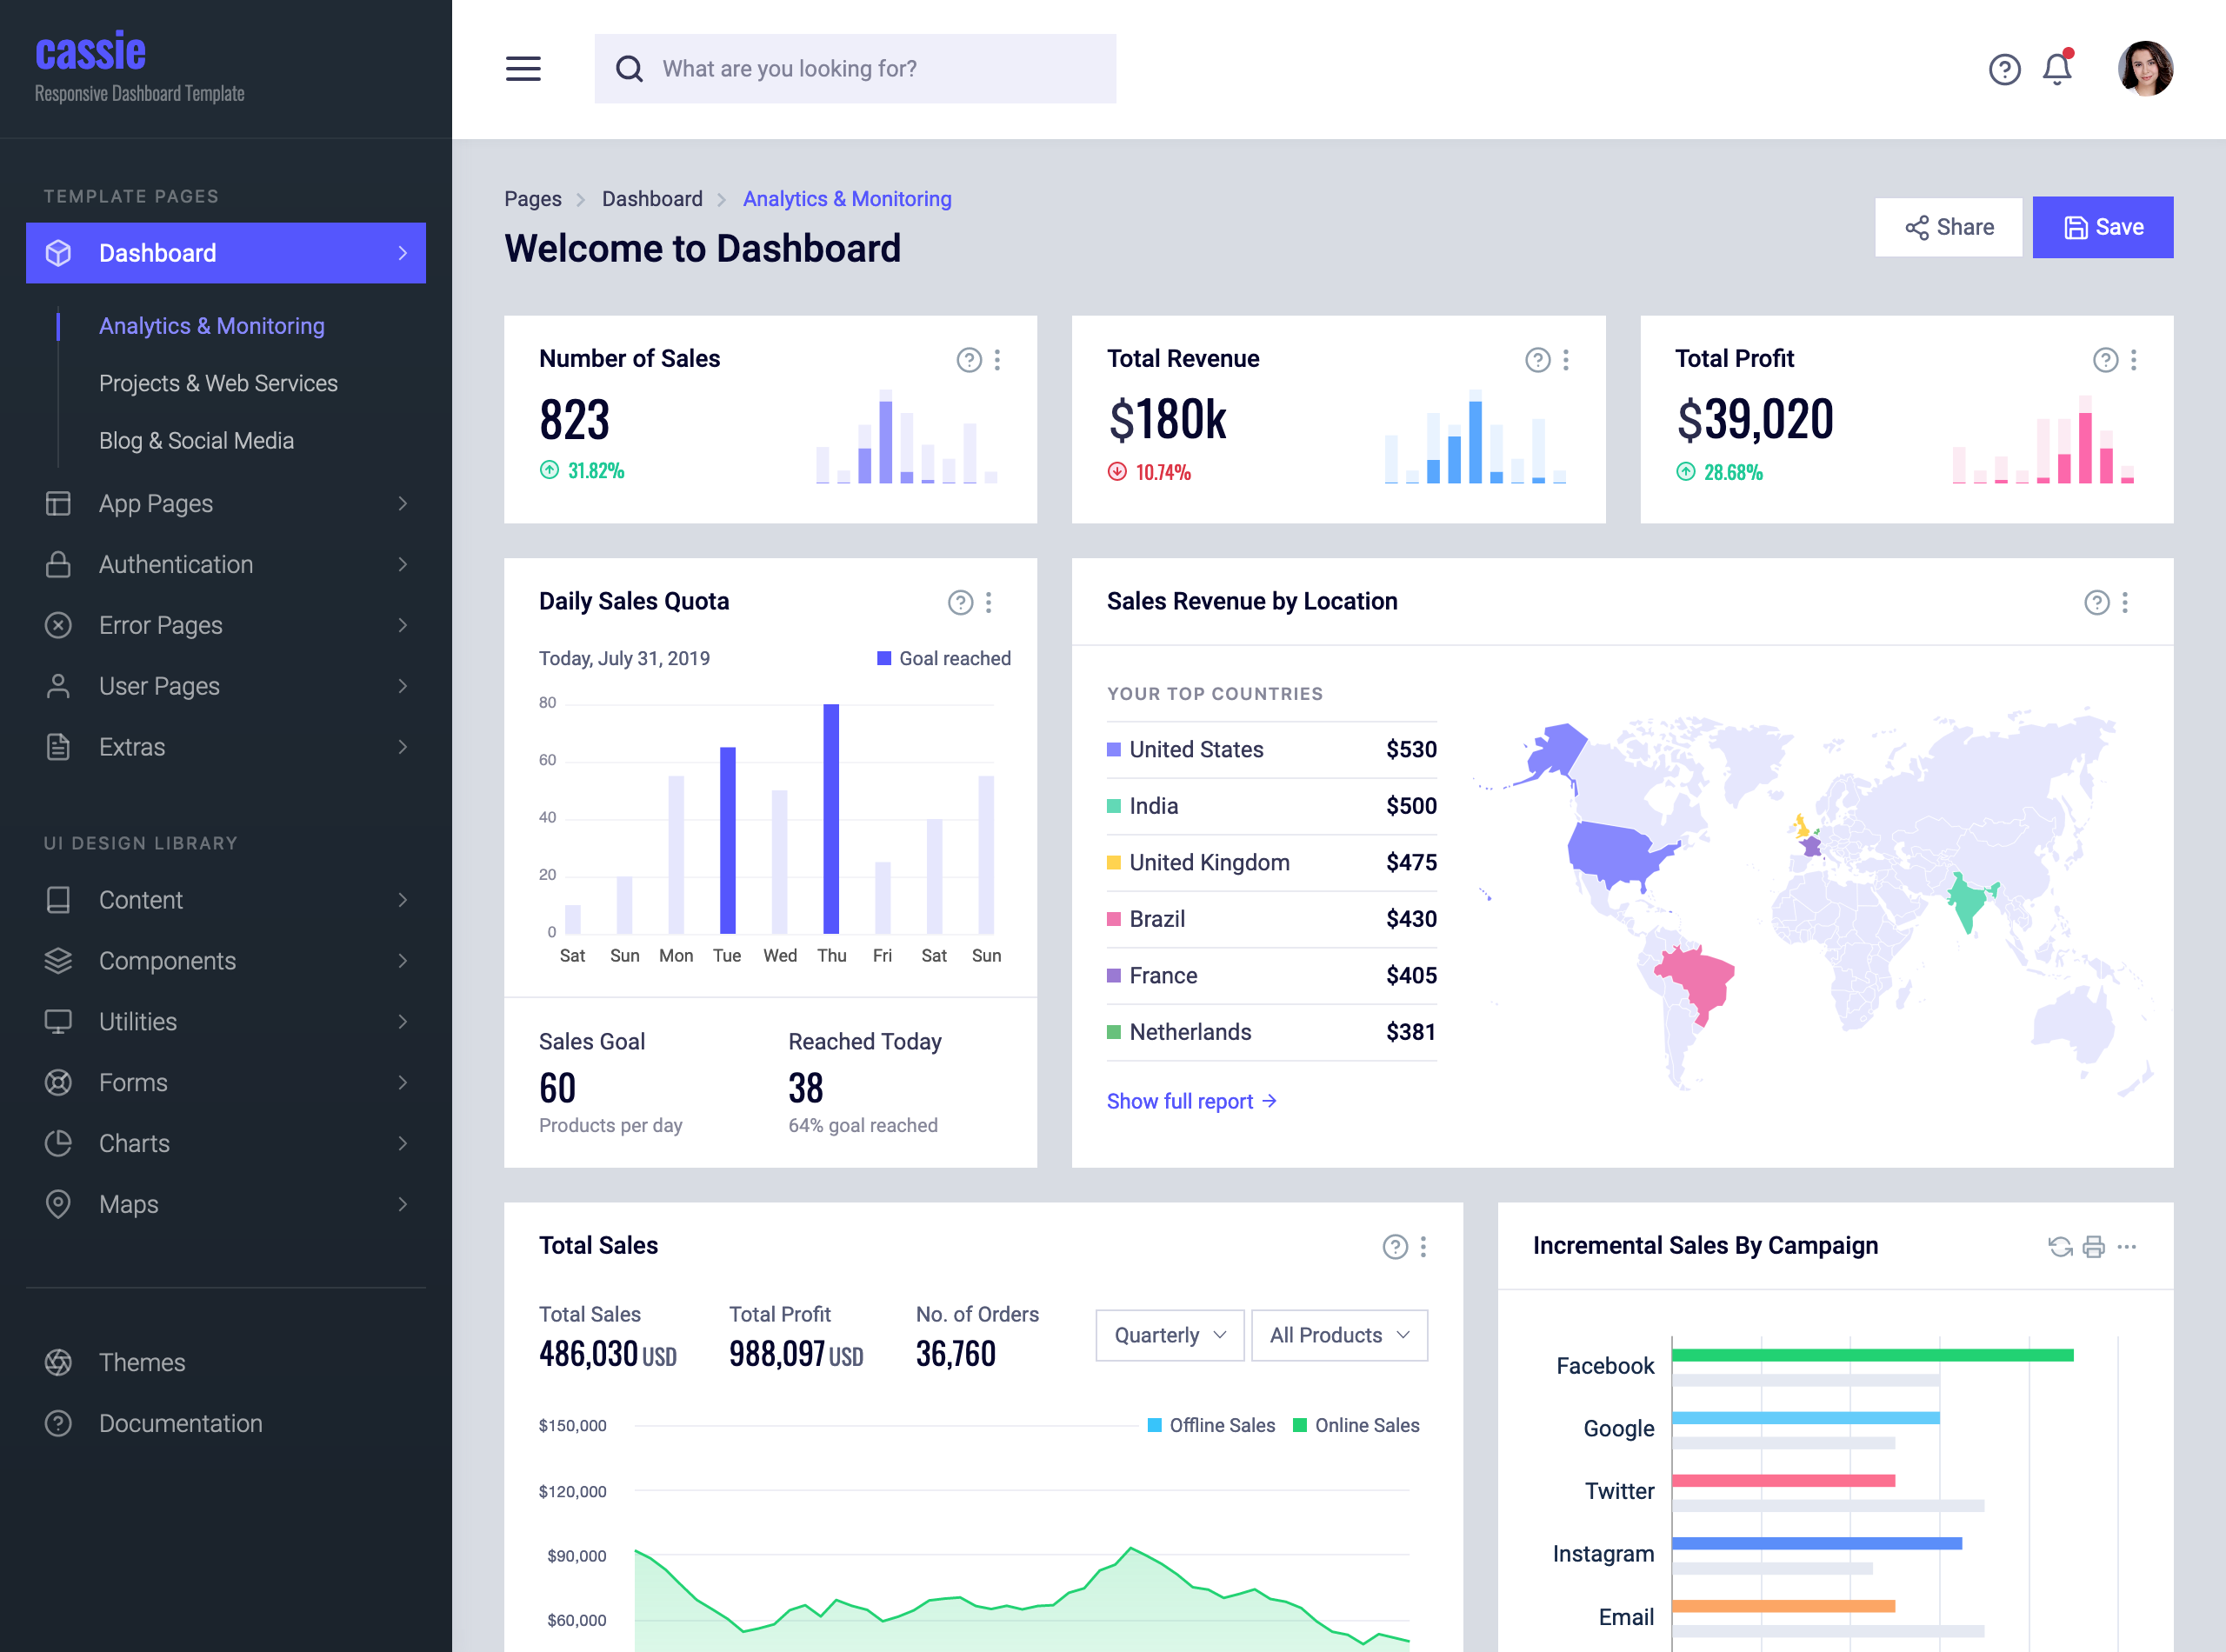 cassie
Responsive Dashboard Template
TEMPLATE PAGES
Dashboard
Analytics & Monitoring
Projects & Web Services
Blog & Social Media
App Pages
Authentication
Error Pages
User Pages
Extras
UI DESIGN LIBRARY
Content
Components
Utilities
Forms
Charts
Maps
Themes
Documentation
What are you looking for?
Pages > Dashboard > Analytics & Monitoring
Welcome to Dashboard
Share
Save
Number of Sales
823
31.82%
Total Revenue
$180k
10.74%
Total Profit
$39,020
28.68%
Daily Sales Quota
Today, July 31, 2019
Goal reached
80
60
40
20
0
Sat Sun Mon Tue Wed Thu Fri Sat Sun
Sales Goal
60
Products per day
Reached Today
38
64% goal reached
Sales Revenue by Location
YOUR TOP COUNTRIES
United States $530
India $500
United Kingdom $475
Brazil $430
France $405
Netherlands $381
Show full report →
Total Sales
Total Sales
486,030 USD
Total Profit
988,097 USD
No. of Orders
36,760
Quarterly
All Products
Offline Sales
Online Sales
$150,000
$120,000
$90,000
$60,000
Incremental Sales By Campaign
Facebook
Google
Twitter
Instagram
Email